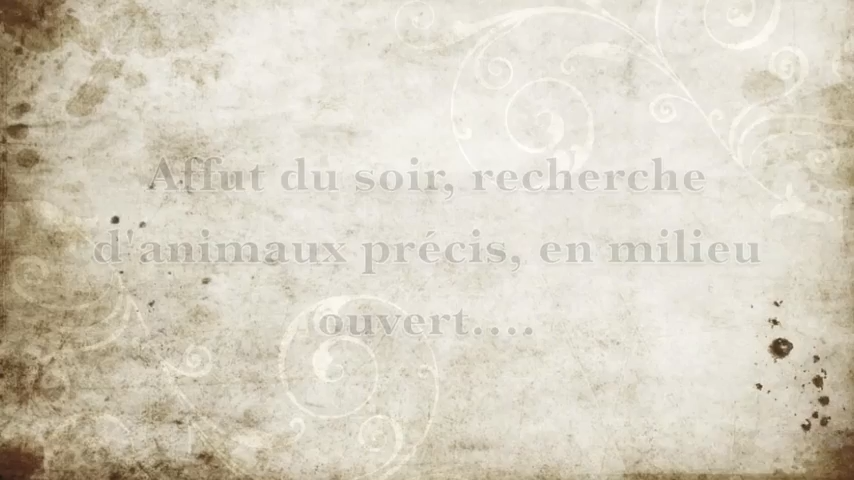 Affut du soir, recherche
d'animaux précis, en milieu
ouvert....